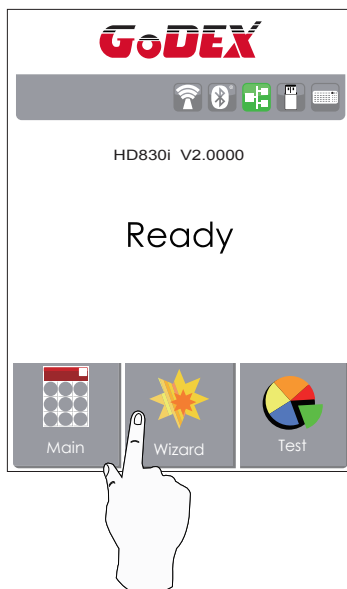 GoDEX
HD830i V2.0000
Ready
Main
Wizard
Test